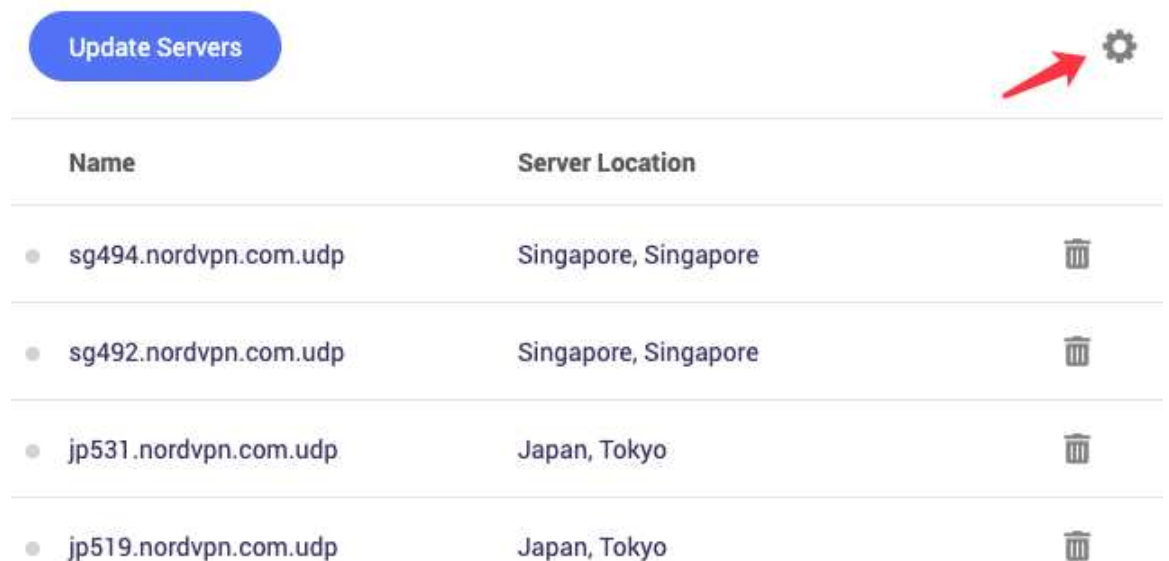 Update Servers
Name Server Location
sg494.nordvpn.com.udp Singapore, Singapore
sg492.nordvpn.com.udp Singapore, Singapore
jp531.nordvpn.com.udp Japan, Tokyo
jp519.nordvpn.com.udp Japan, Tokyo